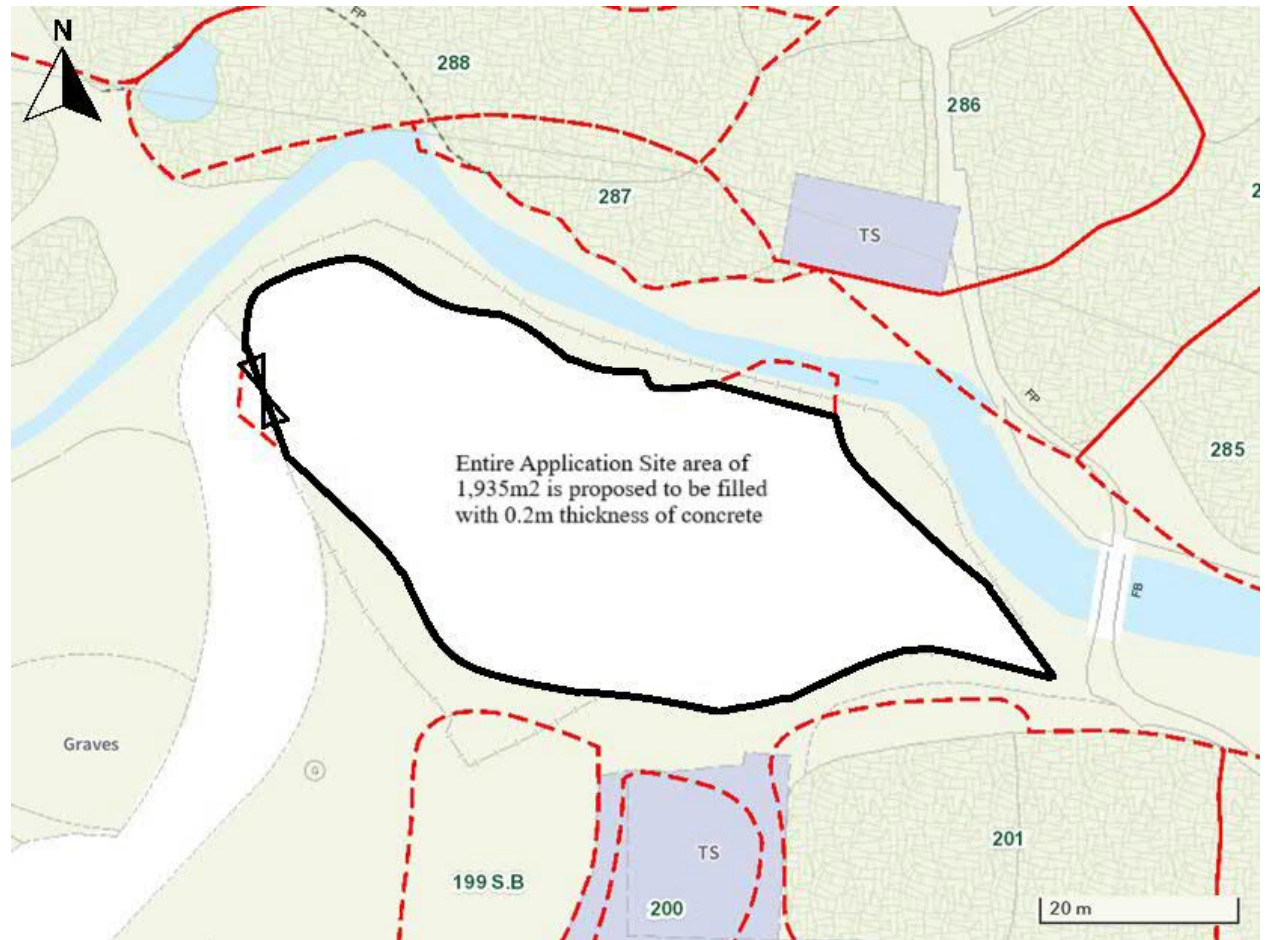 N
FP
288
286
287
TS
FP
285
Entire Application Site area of
1,935m2 is proposed to be filled
with 0.2m thickness of concrete
FB
Graves
G
201
TS
199 S.B
200
20 m